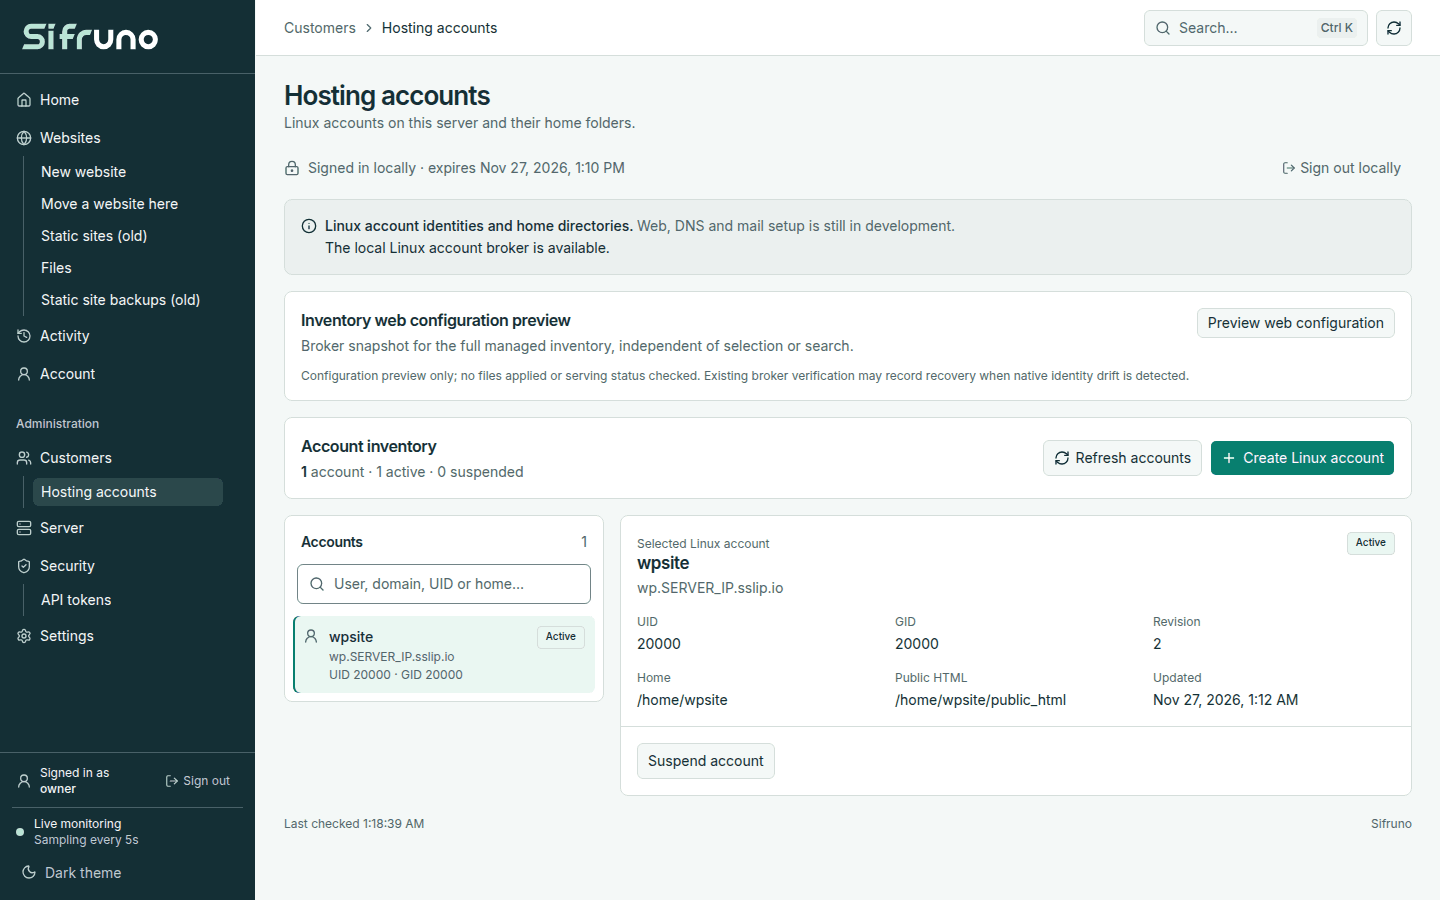 Sifruno
Home
Websites
New website
Move a website here
Static sites (old)
Files
Static site backups (old)
Activity
Account
Administration
Customers
Hosting accounts
Server
Security
API tokens
Settings
Signed in as
owner
Sign out
Live monitoring
Sampling every 5s
Dark theme
Customers > Hosting accounts
Search...
Ctrl K
Hosting accounts
Linux accounts on this server and their home folders.
Signed in locally · expires Nov 27, 2026, 1:10 PM
Sign out locally
Linux account identities and home directories. Web, DNS and mail setup is still in development.
The local Linux account broker is available.
Inventory web configuration preview
Preview web configuration
Broker snapshot for the full managed inventory, independent of selection or search.
Configuration preview only; no files applied or serving status checked. Existing broker verification may record recovery when native identity drift is detected.
Account inventory
1 account · 1 active · 0 suspended
Refresh accounts
Create Linux account
Accounts
1
User, domain, UID or home...
wpsite
Active
wp.SERVER_IP.sslip.io
UID 20000 · GID 20000
Selected Linux account
Active
wpsite
wp.SERVER_IP.sslip.io
UID
GID
Revision
20000
20000
2
Home
Public HTML
Updated
/home/wpsite
/home/wpsite/public_html
Nov 27, 2026, 1:12 AM
Suspend account
Last checked 1:18:39 AM
Sifruno